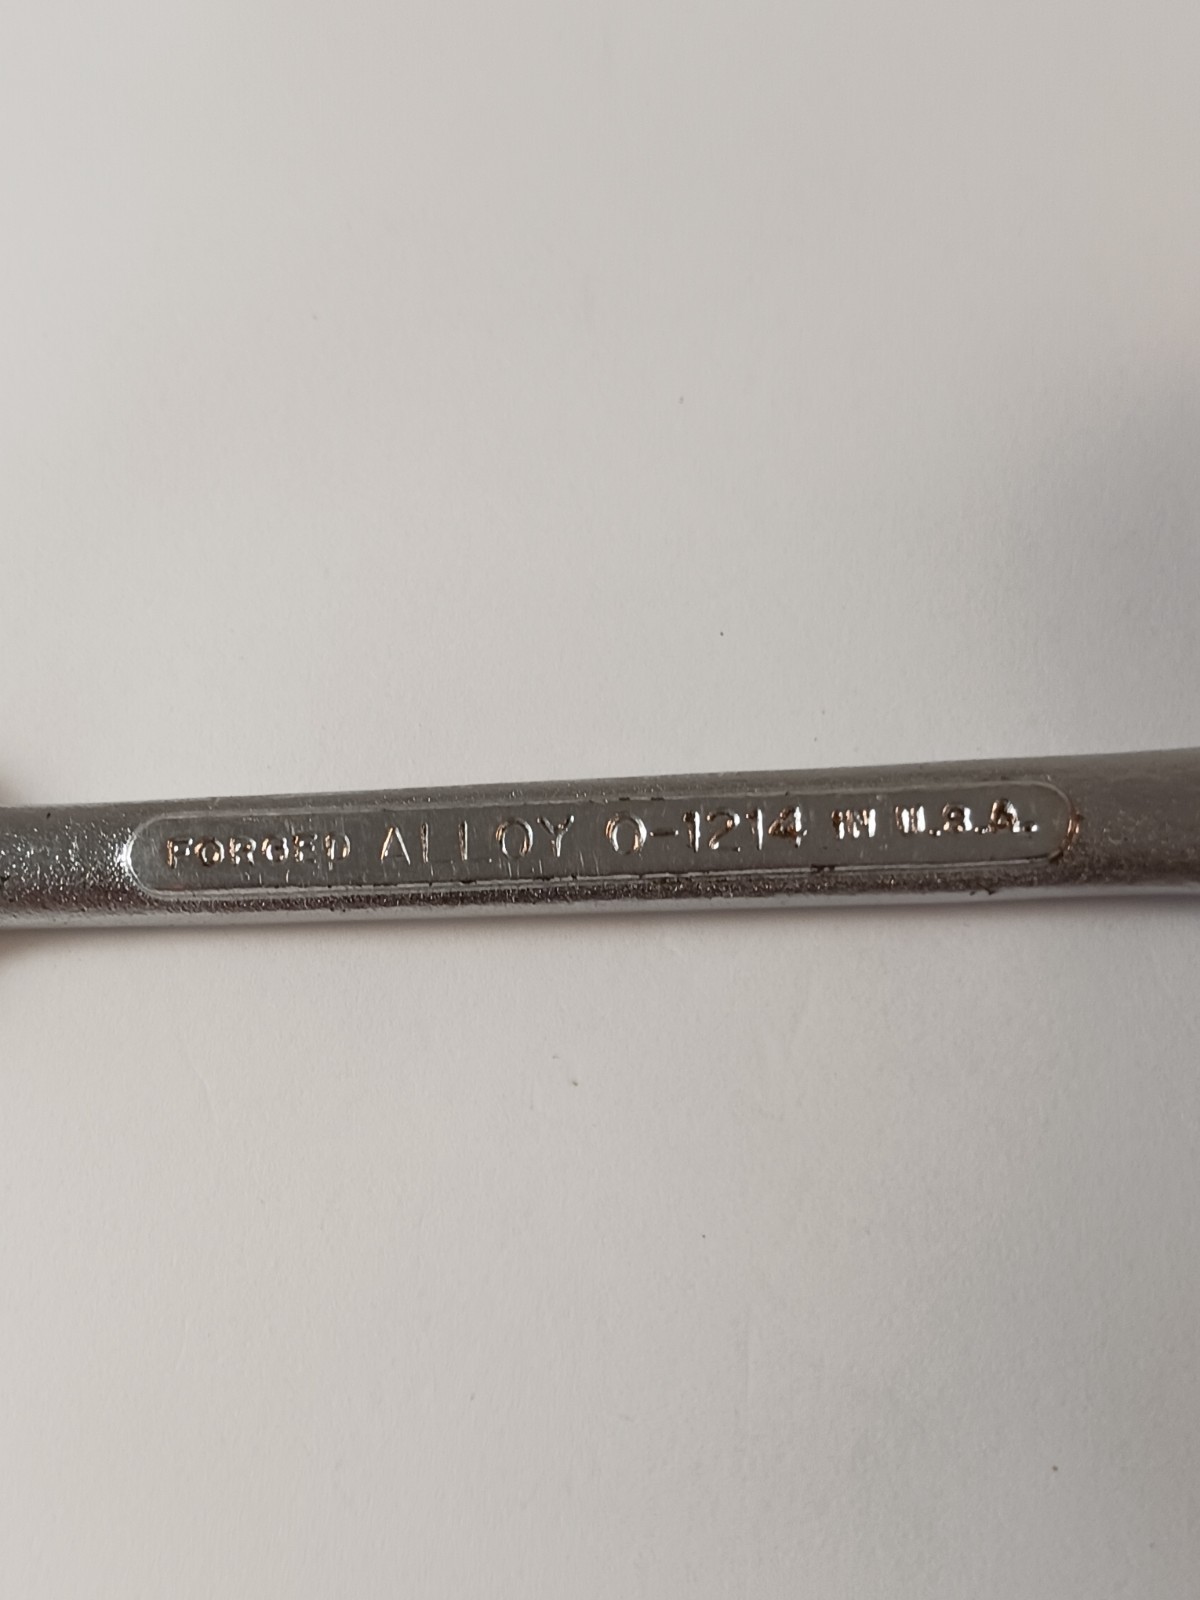 FORGED ALLOY O-1214 IN U.S.A.